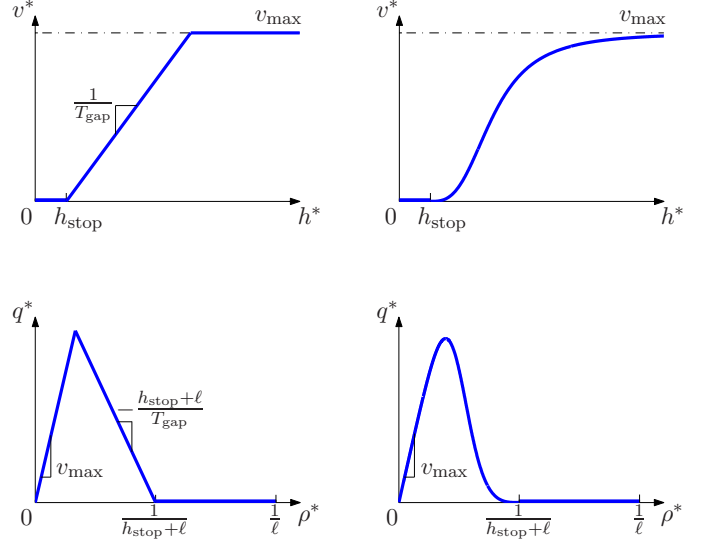 v*
v_max
1/T_gap
0
h_stop
h*
v*
v_max
0
h_stop
h*
q*
− (h_stop+ℓ)/T_gap
v_max
0
1/(h_stop+ℓ)
1/ℓ
ρ*
q*
v_max
0
1/(h_stop+ℓ)
1/ℓ
ρ*